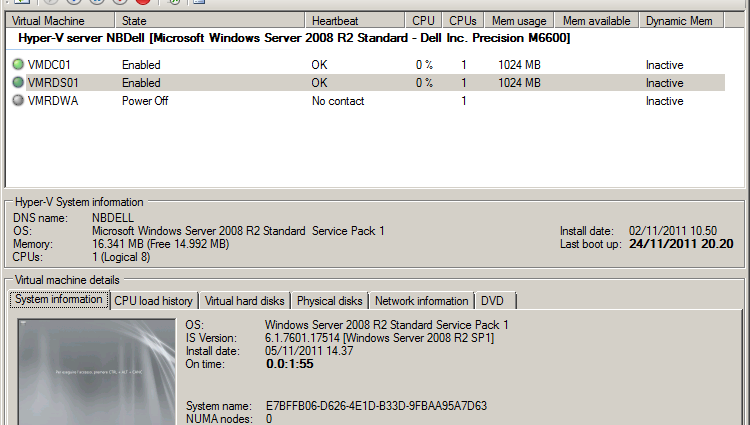 Virtual Machine State Heartbeat CPU CPUs Mem usage Mem available Dynamic Mem
Hyper-V server NBDell [Microsoft Windows Server 2008 R2 Standard - Dell Inc. Precision M6600]
VMDC01 Enabled OK 0 % 1 1024 MB Inactive
VMRDS01 Enabled OK 0 % 1 1024 MB Inactive
VMRDWA Power Off No contact 1 Inactive
Hyper-V System information
DNS name: NBDELL
OS: Microsoft Windows Server 2008 R2 Standard Service Pack 1 Install date: 02/11/2011 10.50
Memory: 16.341 MB (Free 14.992 MB) Last boot up: 24/11/2011 20.20
CPUs: 1 (Logical 8)
Virtual machine details
System information CPU load history Virtual hard disks Physical disks Network information DVD
OS: Windows Server 2008 R2 Standard Service Pack 1
IS Version: 6.1.7601.17514 [Windows Server 2008 R2 SP1]
Install date: 05/11/2011 14.37
On time: 0.0:1:55
System name: E7BFFB06-D626-4E1D-B33D-9FBAA95A7D63
NUMA nodes: 0